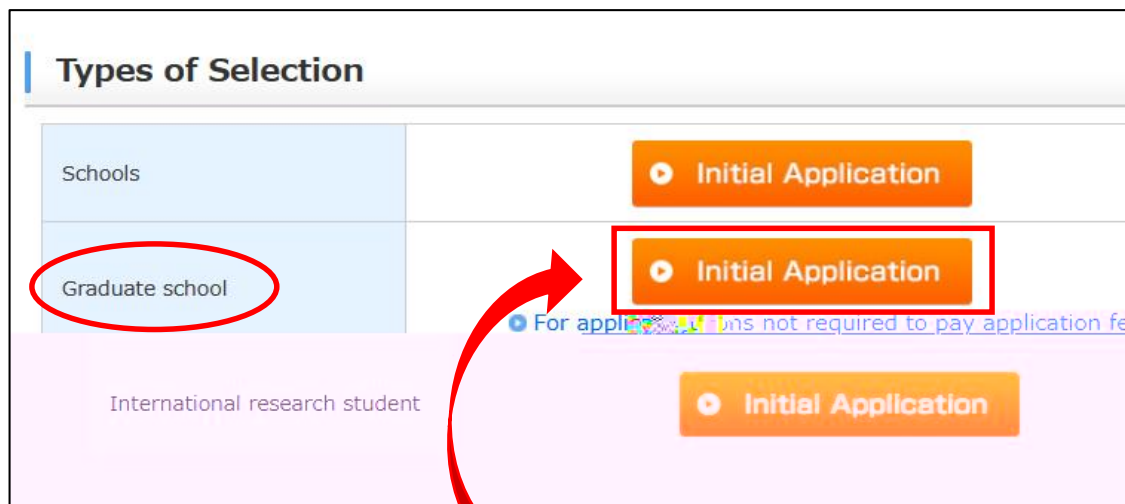 Types of Selection
Schools
Initial Application
Graduate school
Initial Application
For not required to pay application
International research student
Initial Application